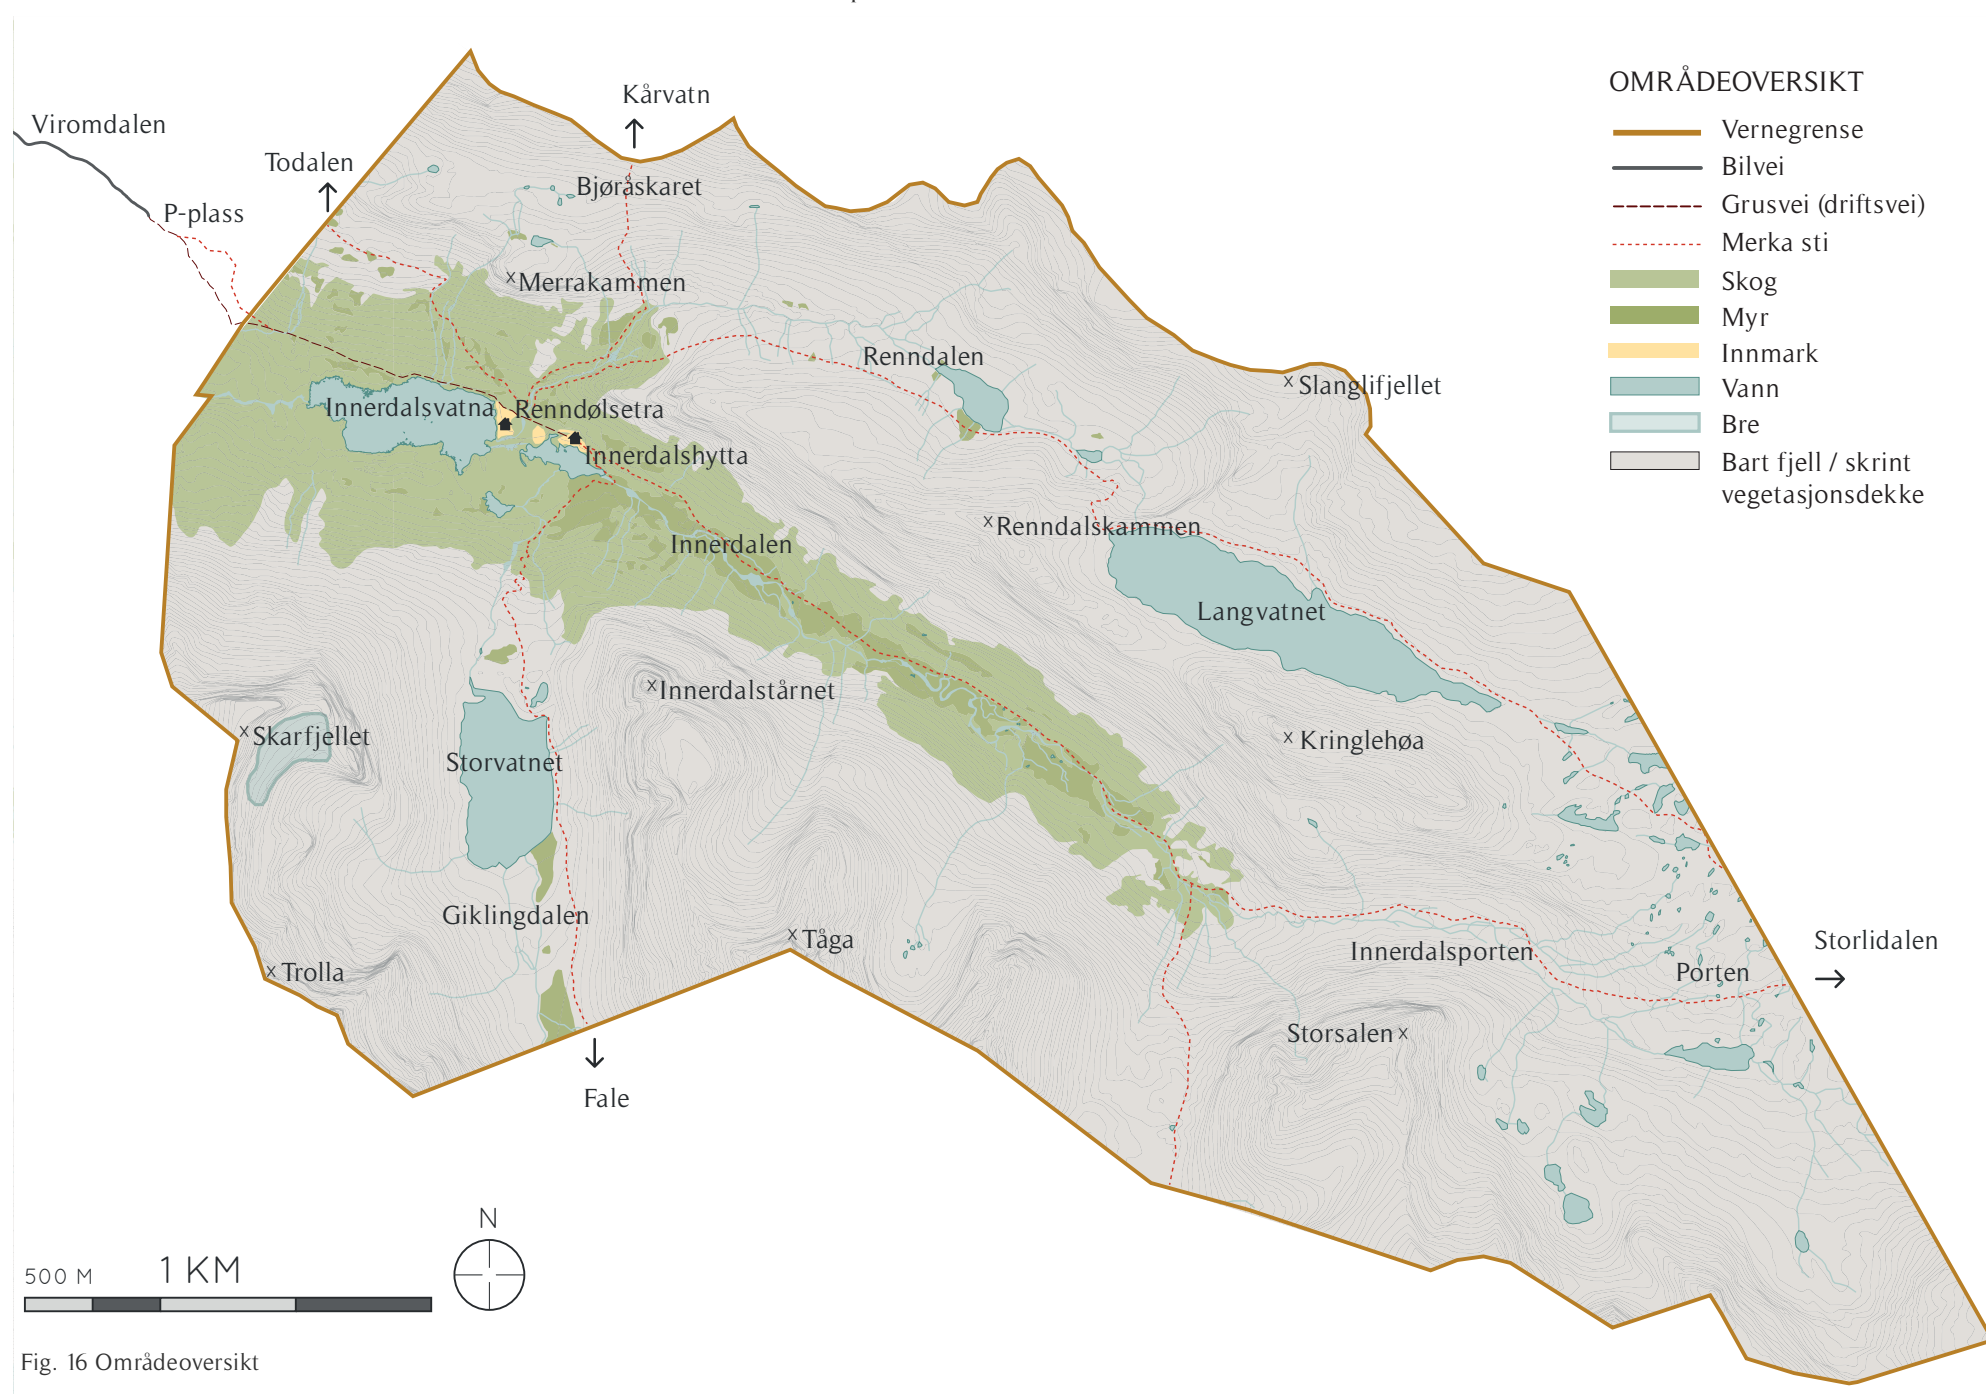 Kårvatn
OMRÅDEOVERSIKT
Viromdalen
Vernegrense
Todalen
Bilvei
Bjøråskaret
P-plass
Grusvei (driftsvei)
Merka sti
Merrakammen
Skog
Myr
Renndalen
Innmark
Slanglifjellet
Vann
Innerdalsvatna
Renndølsetra
Bre
Innerdalshytta
Bart fjell / skrint
vegetasjonsdekke
Renndalskammen
Innerdalen
Langvatnet
Innerdalstårnet
Skarfjellet
Kringlehøa
Storvatnet
Giklingdalen
Tåga
Storlidalen
Innerdalsporten
Trolla
Porten
Storsalen
Fale
N
500 M
1 KM
Fig. 16 Områdeoversikt